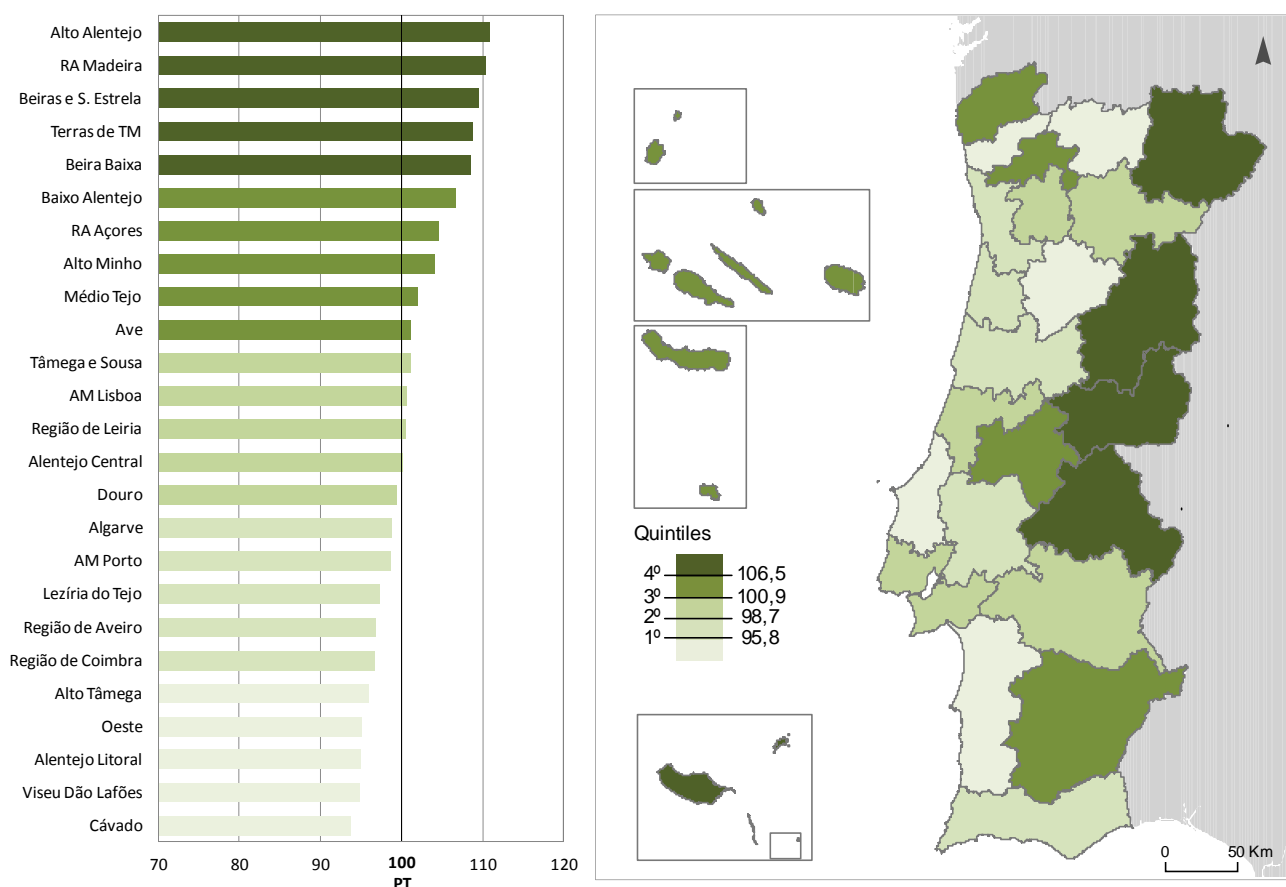 Alto Alentejo
RA Madeira
Beiras e S. Estrela
Terras de TM
Beira Baixa
Baixo Alentejo
RA Açores
Alto Minho
Médio Tejo
Ave
Tâmega e Sousa
AM Lisboa
Região de Leiria
Alentejo Central
Douro
Algarve
AM Porto
Lezíria do Tejo
Região de Aveiro
Região de Coimbra
Alto Tâmega
Oeste
Alentejo Litoral
Viseu Dão Lafões
Cávado
70 80 90 100 110 120
PT
Quintiles
4º 106,5
3º 100,9
2º 98,7
1º 95,8
0 50 Km